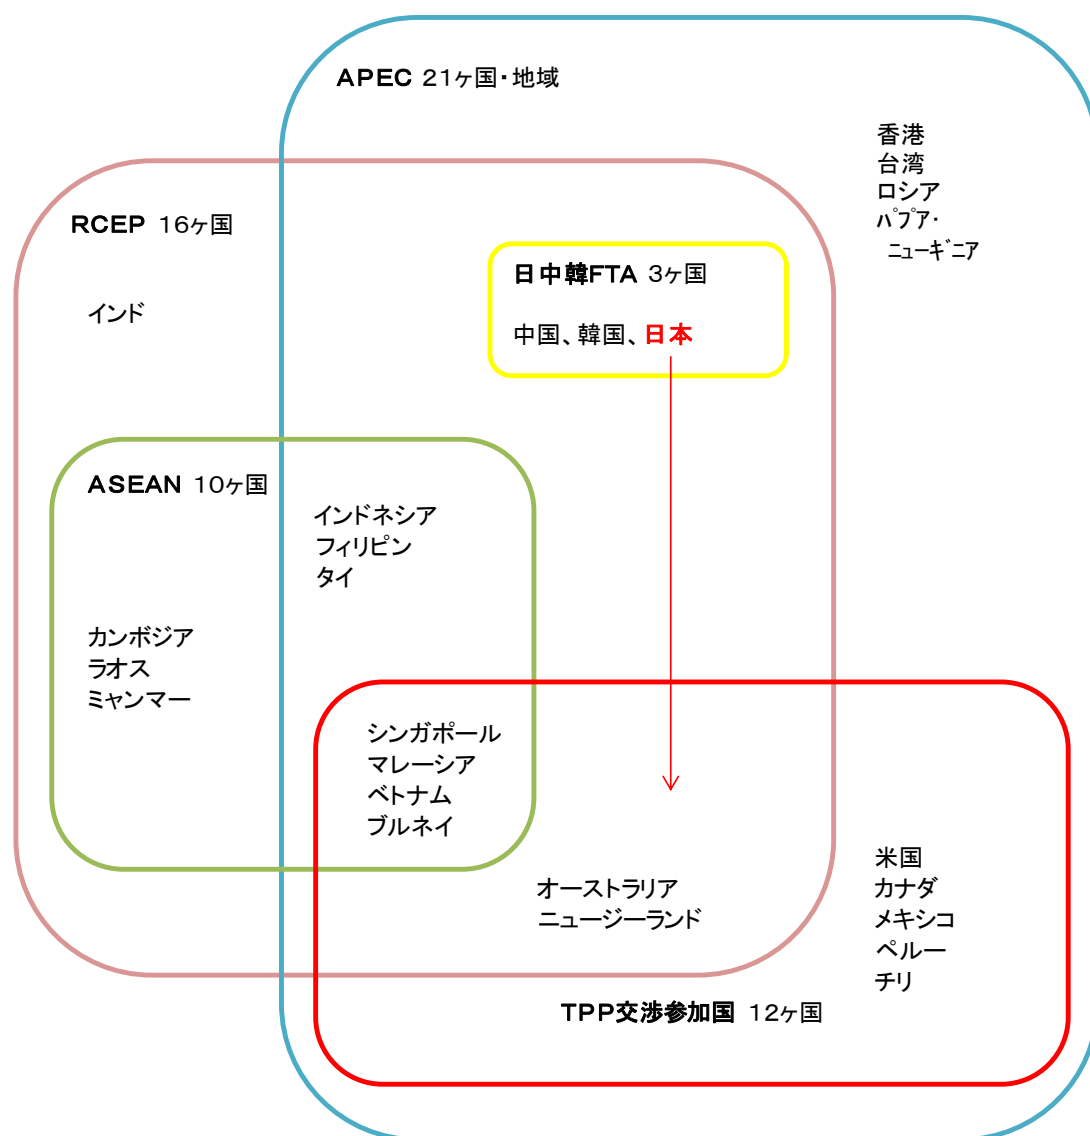 APEC 21ヶ国・地域
香港
台湾
ロシア
ﾊﾟﾌﾟｱ・
ﾆｭｰｷﾞﾆｱ
RCEP 16ヶ国
インド
日中韓FTA 3ヶ国
中国、韓国、日本
ASEAN 10ヶ国
インドネシア
フィリピン
タイ
カンボジア
ラオス
ミャンマー
シンガポール
マレーシア
ベトナム
ブルネイ
オーストラリア
ニュージーランド
米国
カナダ
メキシコ
ペルー
チリ
TPP交渉参加国 12ヶ国